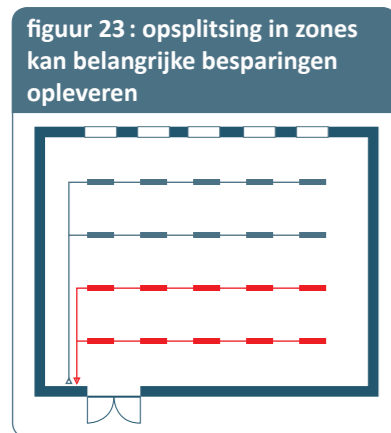 figuur 23 : opsplitsing in zones
kan belangrijke besparingen
opleveren